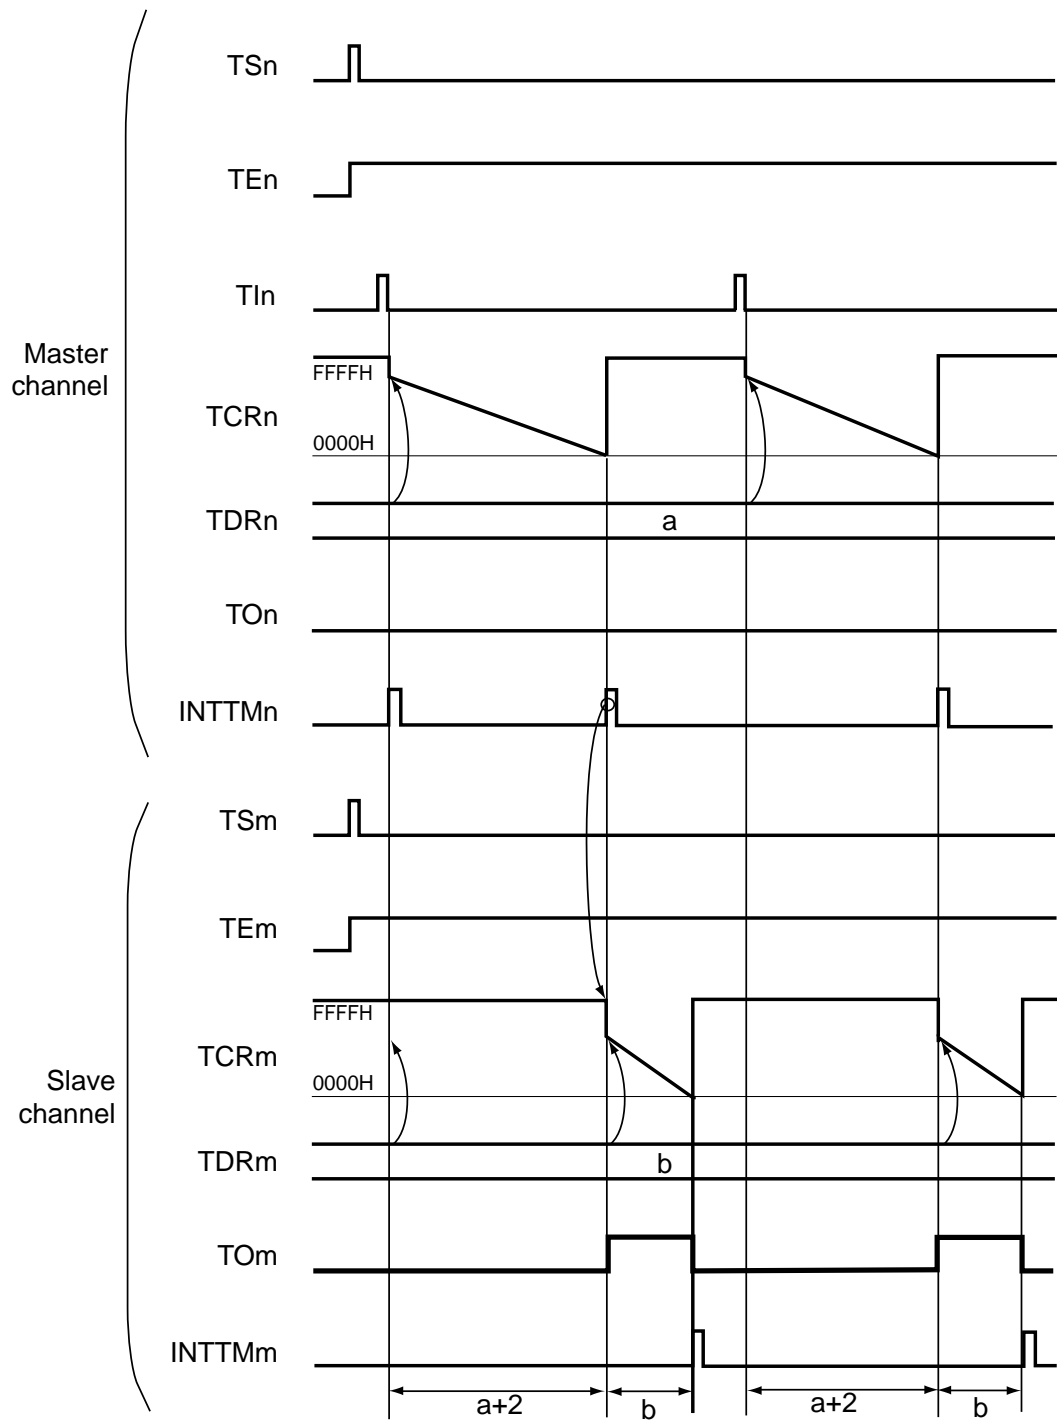 TSn
TEn
TIn
Master
channel
FFFFH
TCRn
0000H
TDRn
a
TOn
INTTMn
TSm
TEm
FFFFH
TCRm
0000H
Slave
channel
TDRm
b
TOm
INTTMm
a+2
b
a+2
b